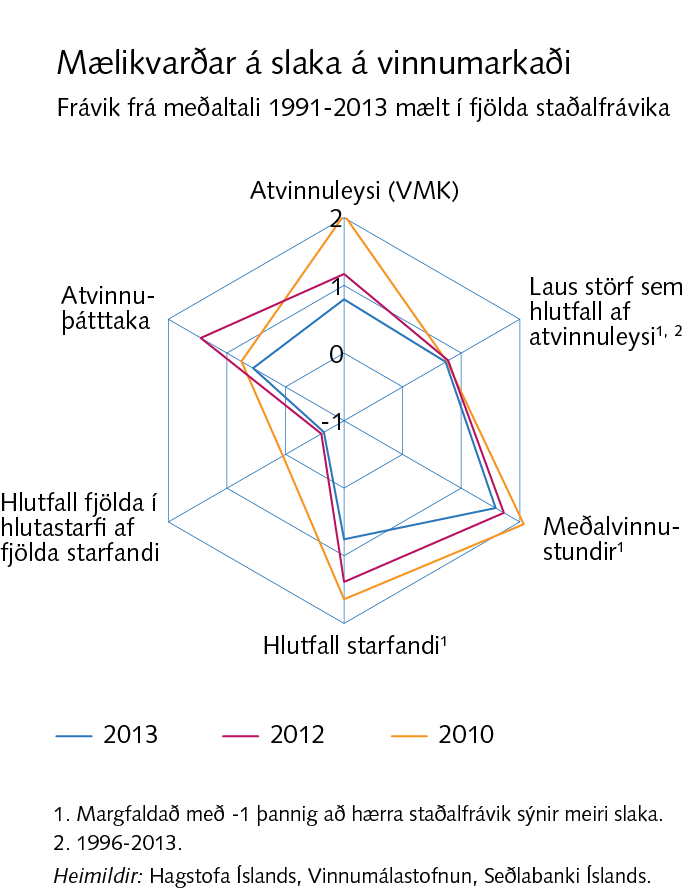 Mælikvarðar á slaka á vinnumarkaði
Frávik frá meðaltali 1991-2013 mælt í fjölda staðalfrávika
Atvinnuleysi (VMK)
2
1
0
-1
Laus störf sem
hlutfall af
atvinnuleysi¹, ²
Meðalvinnu-
stundir¹
Hlutfall starfandi¹
Hlutfall fjölda í
hlutastarfi af
fjölda starfandi
Atvinnu-
þátttaka
2013
2012
2010
1. Margfaldað með -1 þannig að hærra staðalfrávik sýnir meiri slaka.
2. 1996-2013.
Heimildir: Hagstofa Íslands, Vinnumálastofnun, Seðlabanki Íslands.